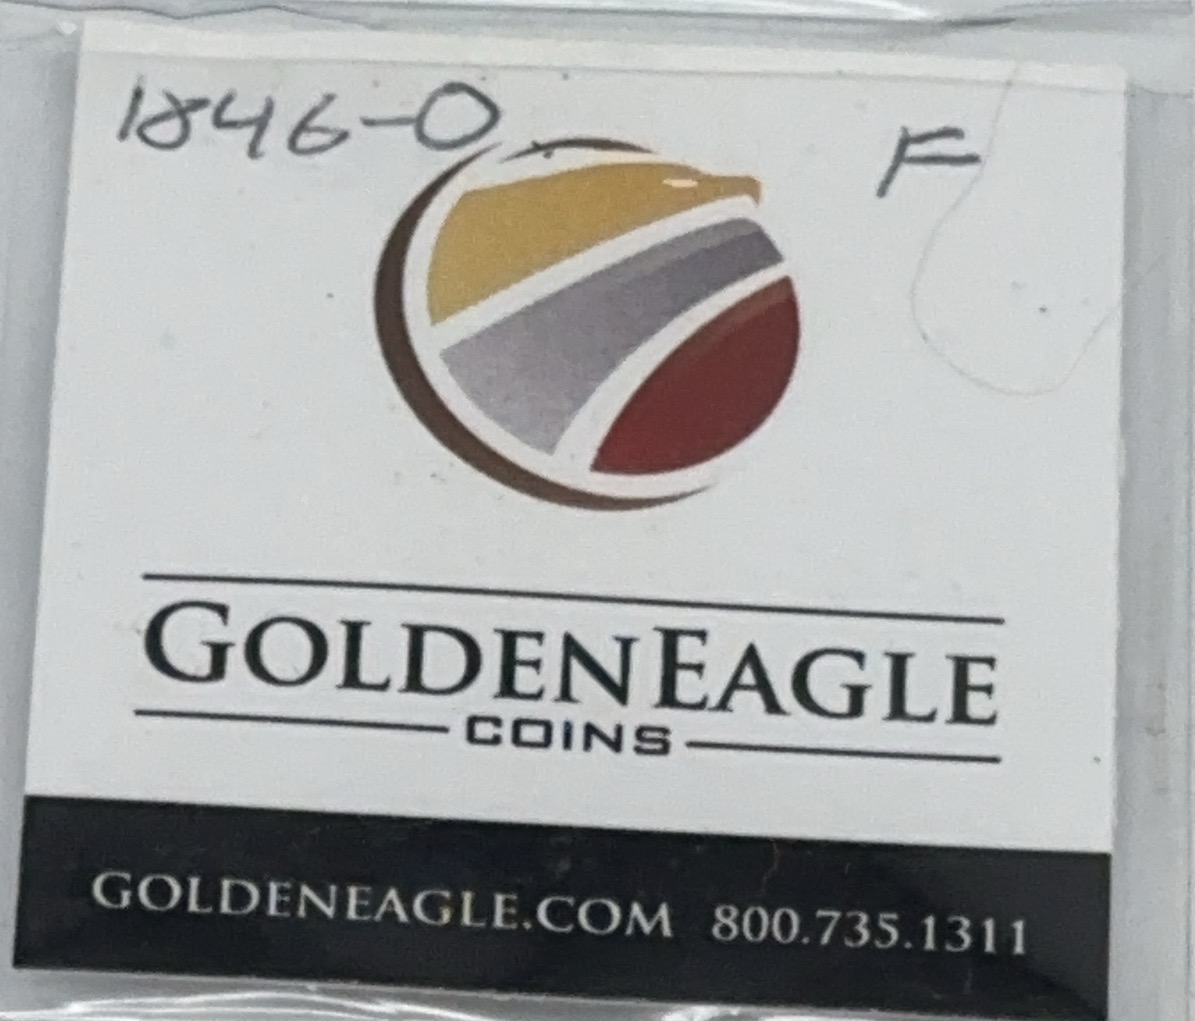 1846-O F
GOLDENEAGLE
COINS
GOLDENEAGLE.COM 800.735.1311